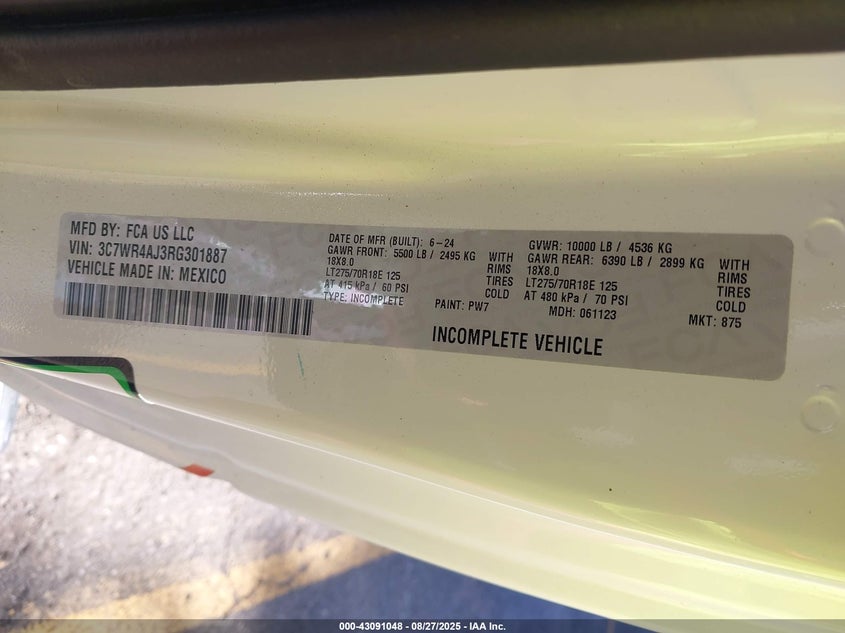 MFD BY: FCA US LLC
VIN: 3C7WR4AJ3RG301887
VEHICLE MADE IN: MEXICO
DATE OF MFR (BUILT): 6-24
GAWR FRONT: 5500 LB / 2495 KG WITH
18X8.0 RIMS
LT275/70R18E 125 TIRES
AT 415 kPa / 60 PSI COLD
TYPE: INCOMPLETE
PAINT: PW7
GVWR: 10000 LB / 4536 KG
GAWR REAR: 6390 LB / 2899 KG WITH
18X8.0 RIMS
LT275/70R18E 125 TIRES
AT 480 kPa / 70 PSI COLD
MDH: 061123
MKT: 875
INCOMPLETE VEHICLE
000-43091048 - 08/27/2025 - IAA Inc.